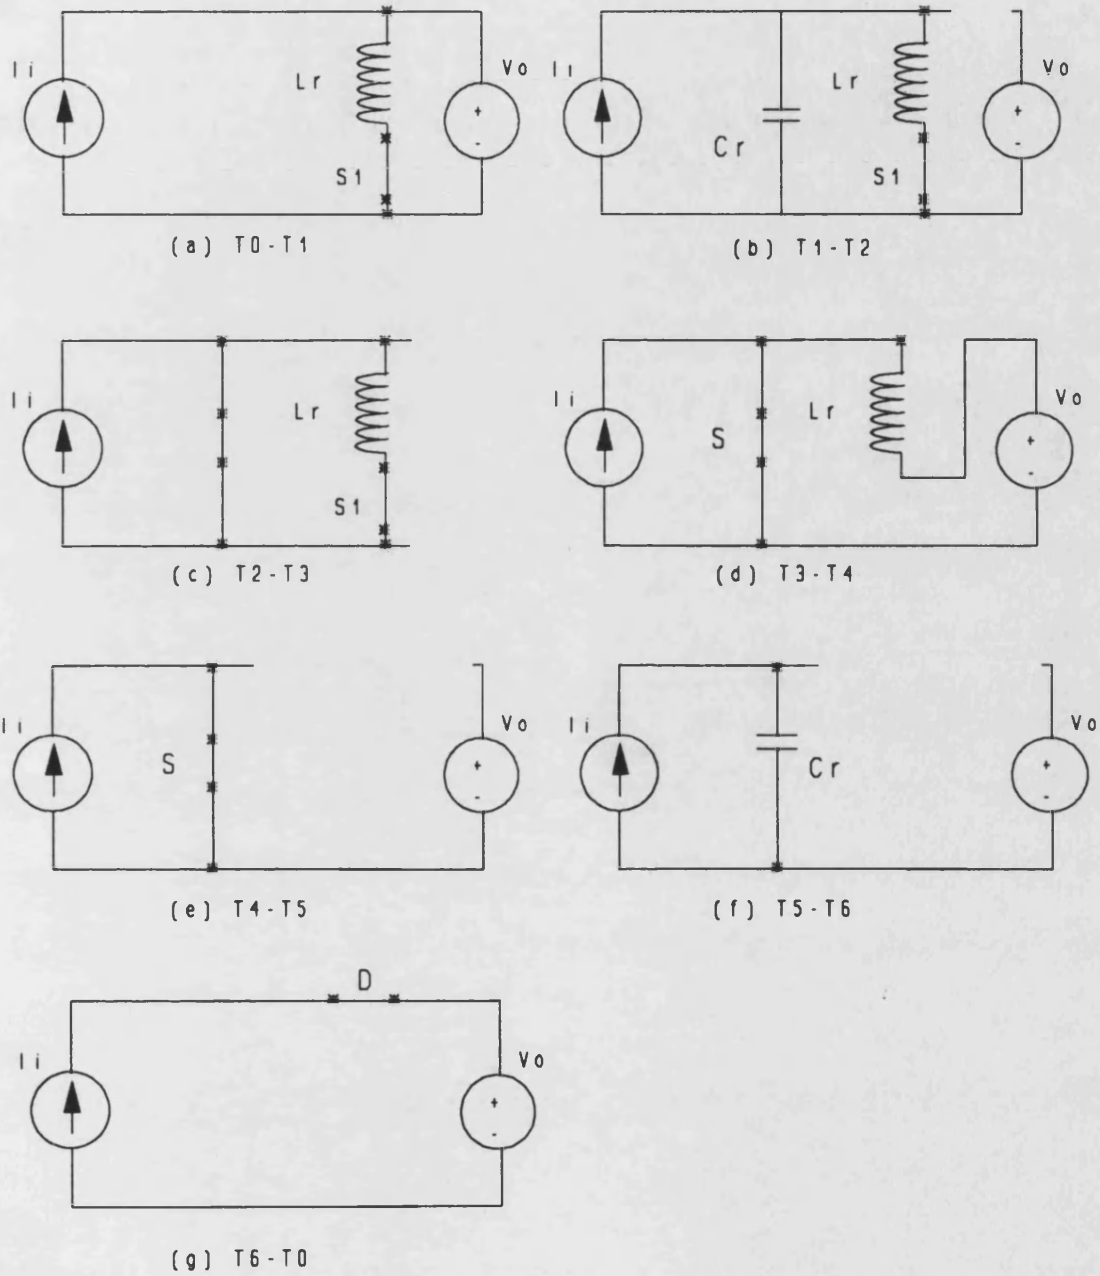 Ii
Lr
Vo
S1
(a) T0-T1
Ii
Cr
Lr
Vo
S1
(b) T1-T2
Ii
Lr
S1
(c) T2-T3
Ii
S
Lr
Vo
(d) T3-T4
Ii
S
Vo
(e) T4-T5
Ii
Cr
Vo
(f) T5-T6
D
Ii
Vo
(g) T6-T0